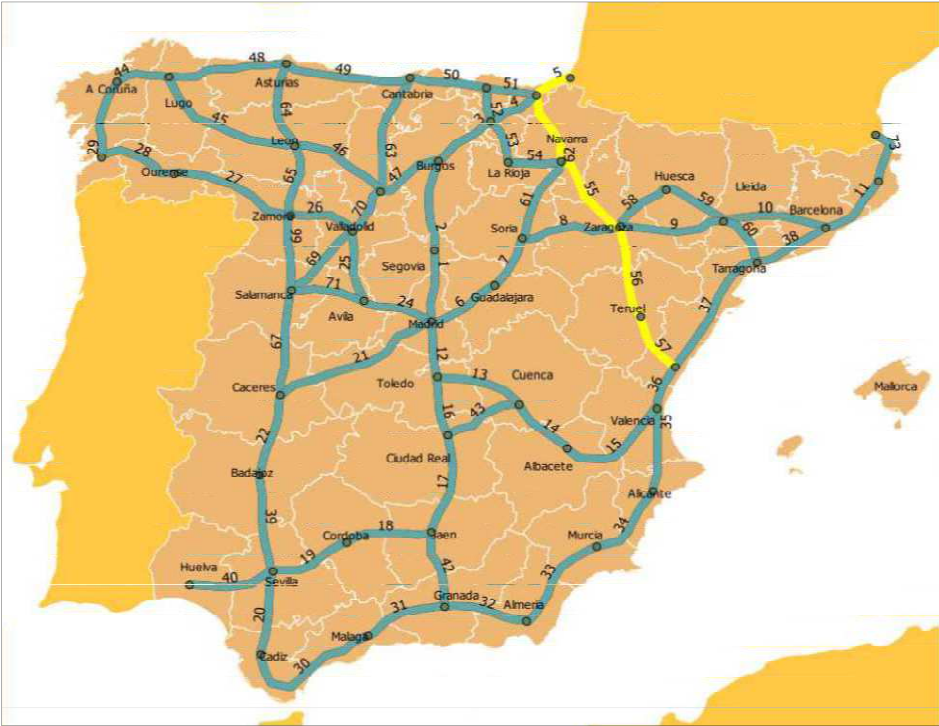 48
5
44
49
50
51
A Coruña
Asturias
Cantabria
4
Lugo
64
52
3
45
73
29
28
Leon
46
63
53
Navarra
62
54
Burgos
La Rioja
Ourense
27
65
47
55
Huesca
Lleida
11
58
59
26
70
61
10
Barcelona
Zamora
Valladolid
2
Soria
8
Zaragoza
9
60
38
66
69
25
Segovia
1
7
Tarragona
Salamanca
71
24
6
Guadalajara
56
37
Avila
Madrid
Teruel
67
21
12
57
Caceres
Toledo
13
Cuenca
36
Mallorca
16
43
Valencia
35
22
14
15
Ciudad Real
Albacete
Badajoz
17
Alicante
39
18
34
Cordoba
Jaen
Murcia
19
Huelva
40
42
33
Sevilla
20
31
Granada
32
Almeria
Malaga
Cadiz
30